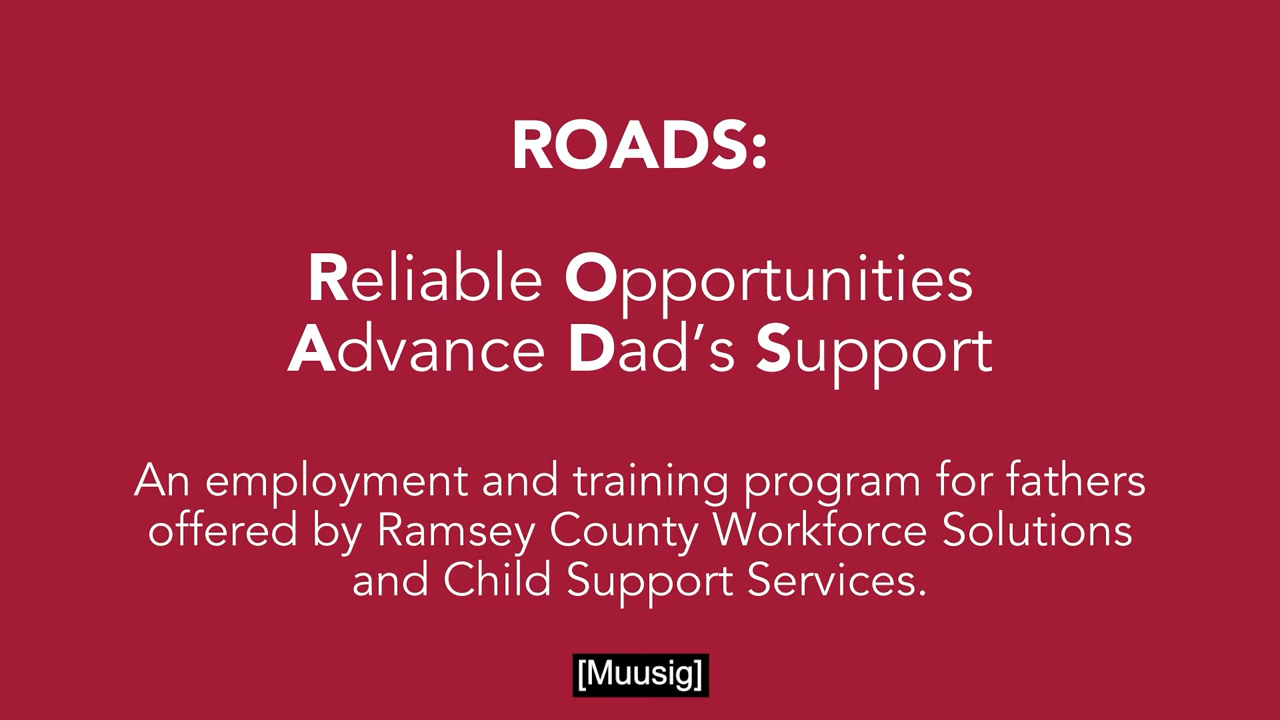 ROADS:
Reliable Opportunities
Advance Dad’s Support
An employment and training program for fathers
offered by Ramsey County Workforce Solutions
and Child Support Services.
[Muusig]